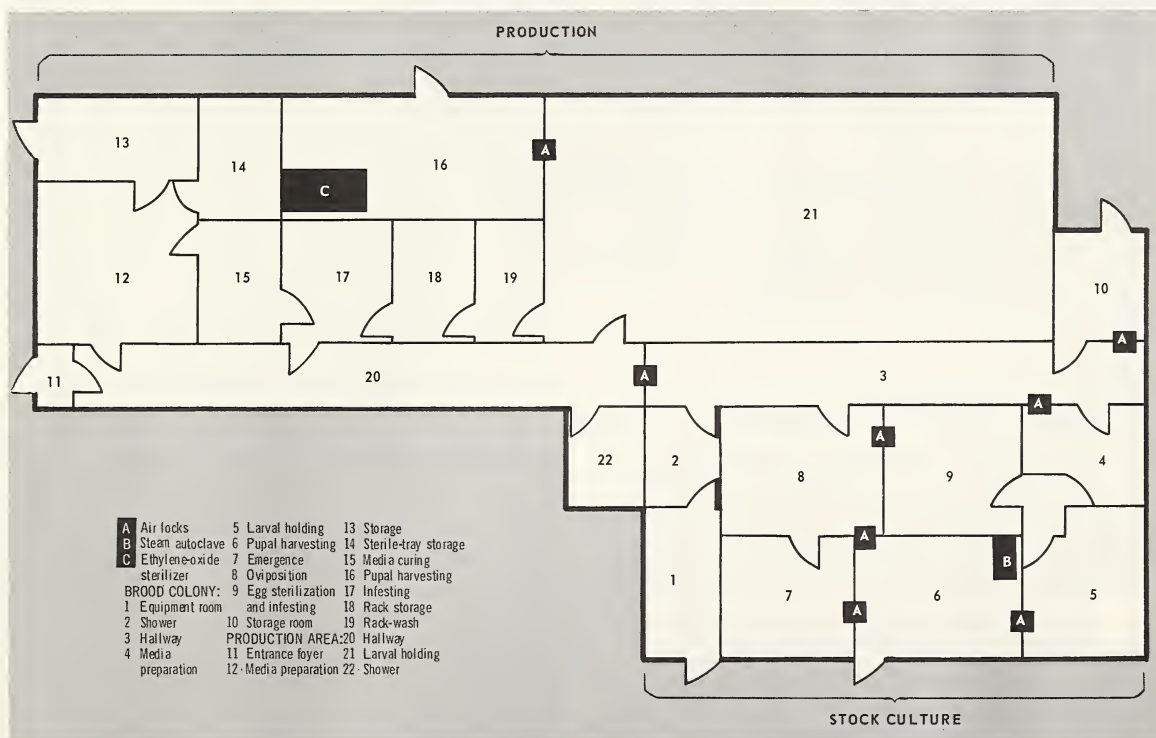 PRODUCTION
13
14
16
A
C
21
12
15
17
18
19
10
11
20
A
3
A
A
22
2
8
A
9
4
A
B
1
7
A
6
A
5
A Air locks
B Steam autoclave
C Ethylene-oxide
sterilizer
BROOD COLONY:
1 Equipment room
2 Shower
3 Hallway
4 Media
preparation
5 Larval holding
6 Pupal harvesting
7 Emergence
8 Oviposition
9 Egg sterilization
and infesting
10 Storage room
PRODUCTION AREA:
11 Entrance foyer
12 · Media preparation
13 Storage
14 Sterile-tray storage
15 Media curing
16 Pupal harvesting
17 Infesting
18 Rack storage
19 Rack-wash
20 Hallway
21 Larval holding
22 · Shower
STOCK CULTURE